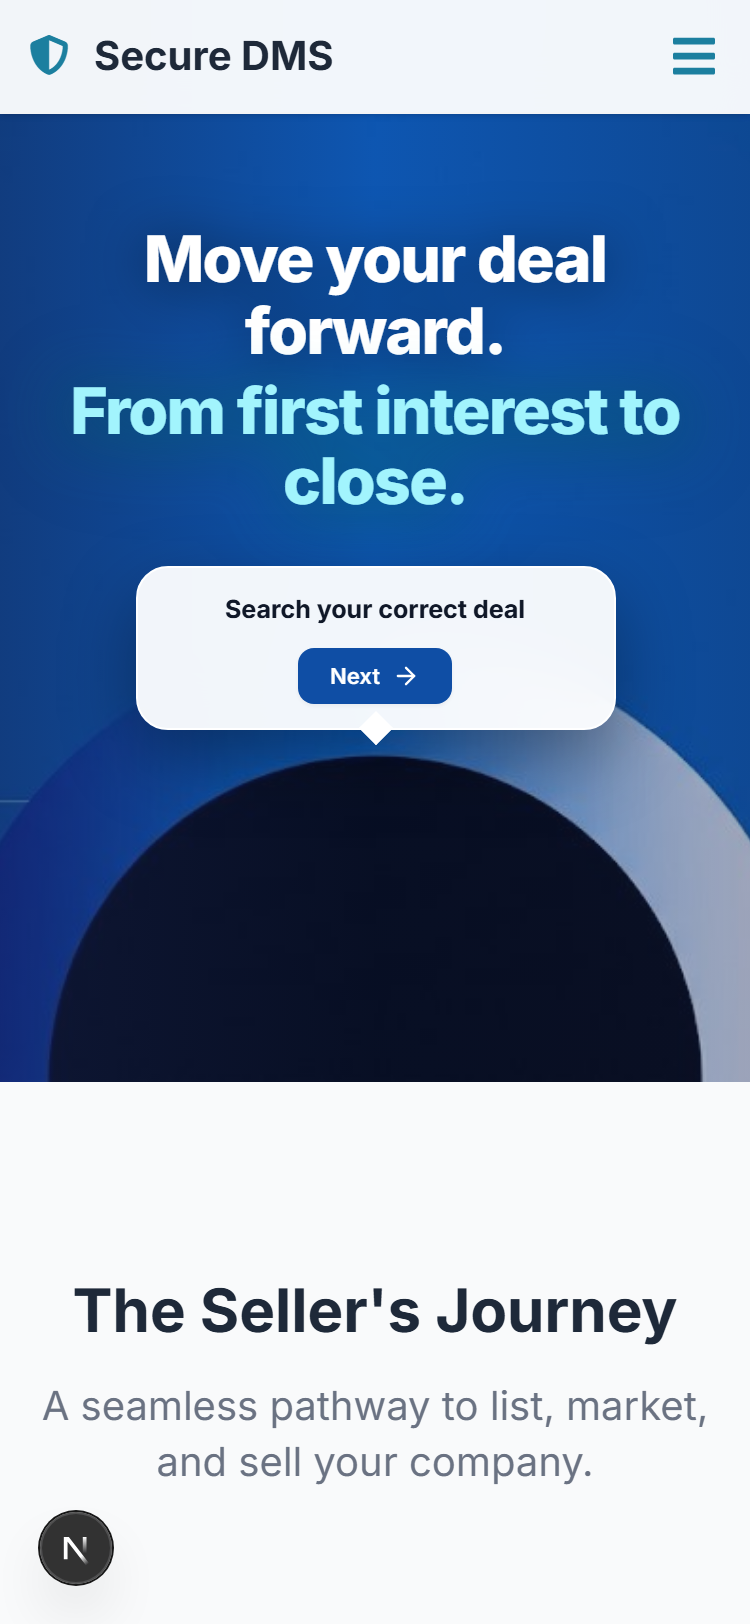 Secure DMS
Move your deal
forward.
From first interest to
close.
Search your correct deal
Next
The Seller's Journey
A seamless pathway to list, market,
and sell your company.
N